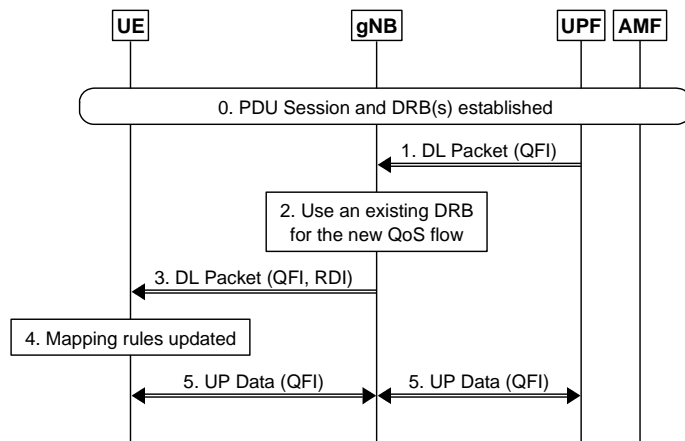 UE
gNB
UPF
AMF
0. PDU Session and DRB(s) established
1. DL Packet (QFI)
2. Use an existing DRB
for the new QoS flow
3. DL Packet (QFI, RDI)
4. Mapping rules updated
5. UP Data (QFI)
5. UP Data (QFI)